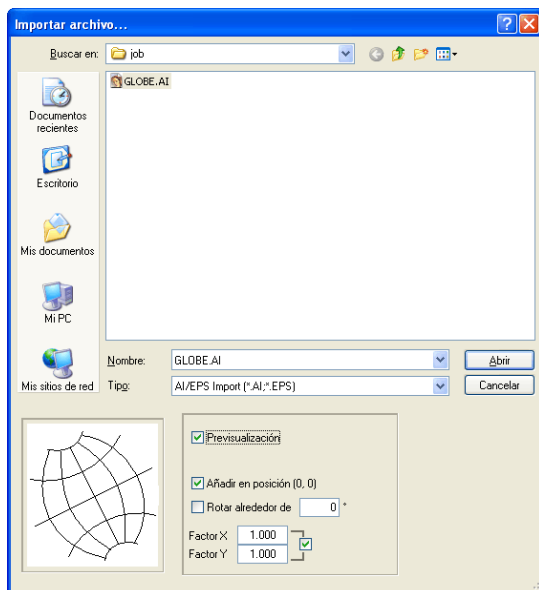 Importar archivo...
Buscar en: job
GLOBE.AI
Documentos
recientes
Escritorio
Mis documentos
Mi PC
Mis sitios de red
Nombre: GLOBE.AI Abrir
Tipo: AI/EPS Import (*.AI;*.EPS) Cancelar
Previsualización
Añadir en posición (0, 0)
Rotar alrededor de 0 °
Factor X 1.000
Factor Y 1.000